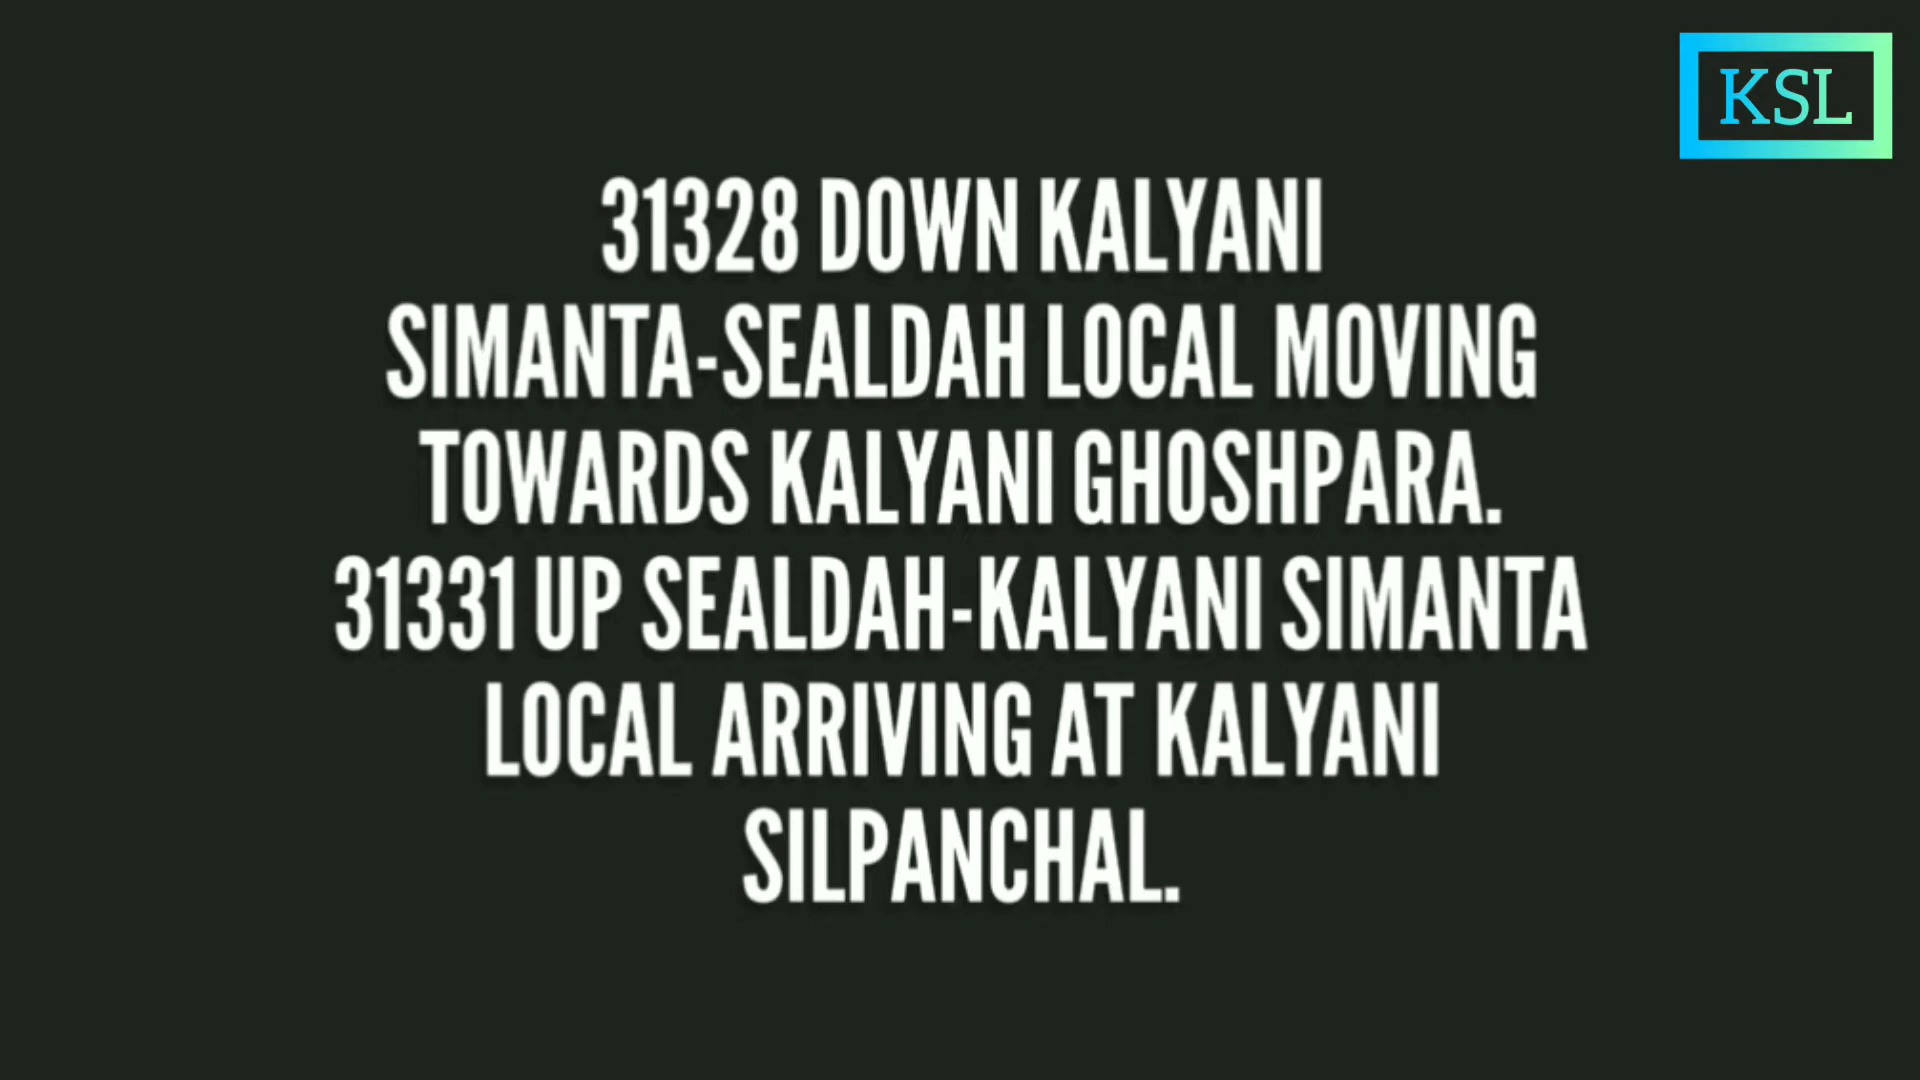 KSL
31328 DOWN KALYANI
SIMANTA-SEALDAH LOCAL MOVING
TOWARDS KALYANI GHOSHPARA.
31331 UP SEALDAH-KALYANI SIMANTA
LOCAL ARRIVING AT KALYANI
SILPANCHAL.